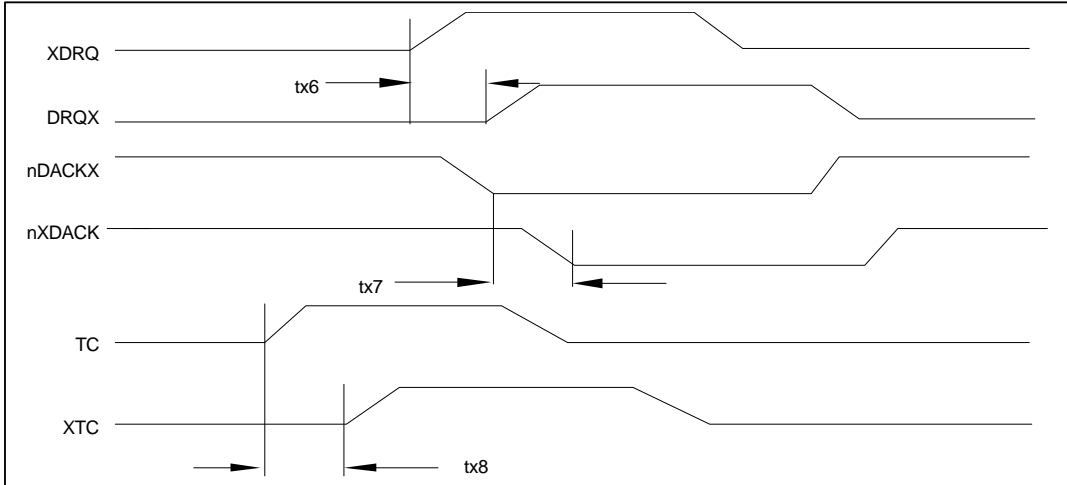 XDRQ
tx6
DRQX
nDACKX
nXDACK
tx7
TC
XTC
tx8